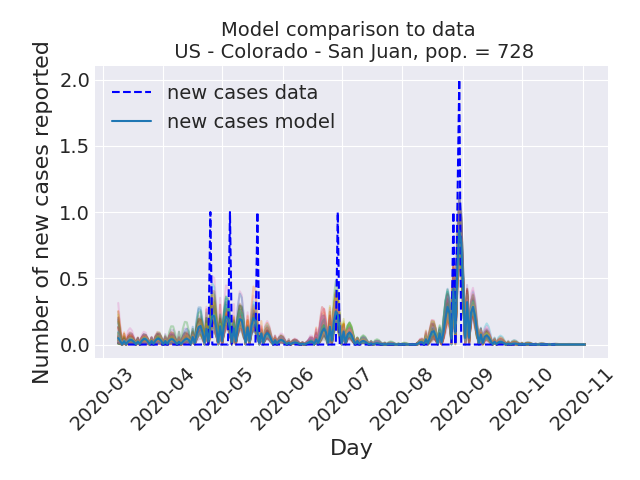 Model comparison to data
US - Colorado - San Juan, pop. = 728
Number of new cases reported
2.0
1.5
1.0
0.5
0.0
new cases data
new cases model
2020-03
2020-04
2020-05
2020-06
2020-07
2020-08
2020-09
2020-10
2020-11
Day